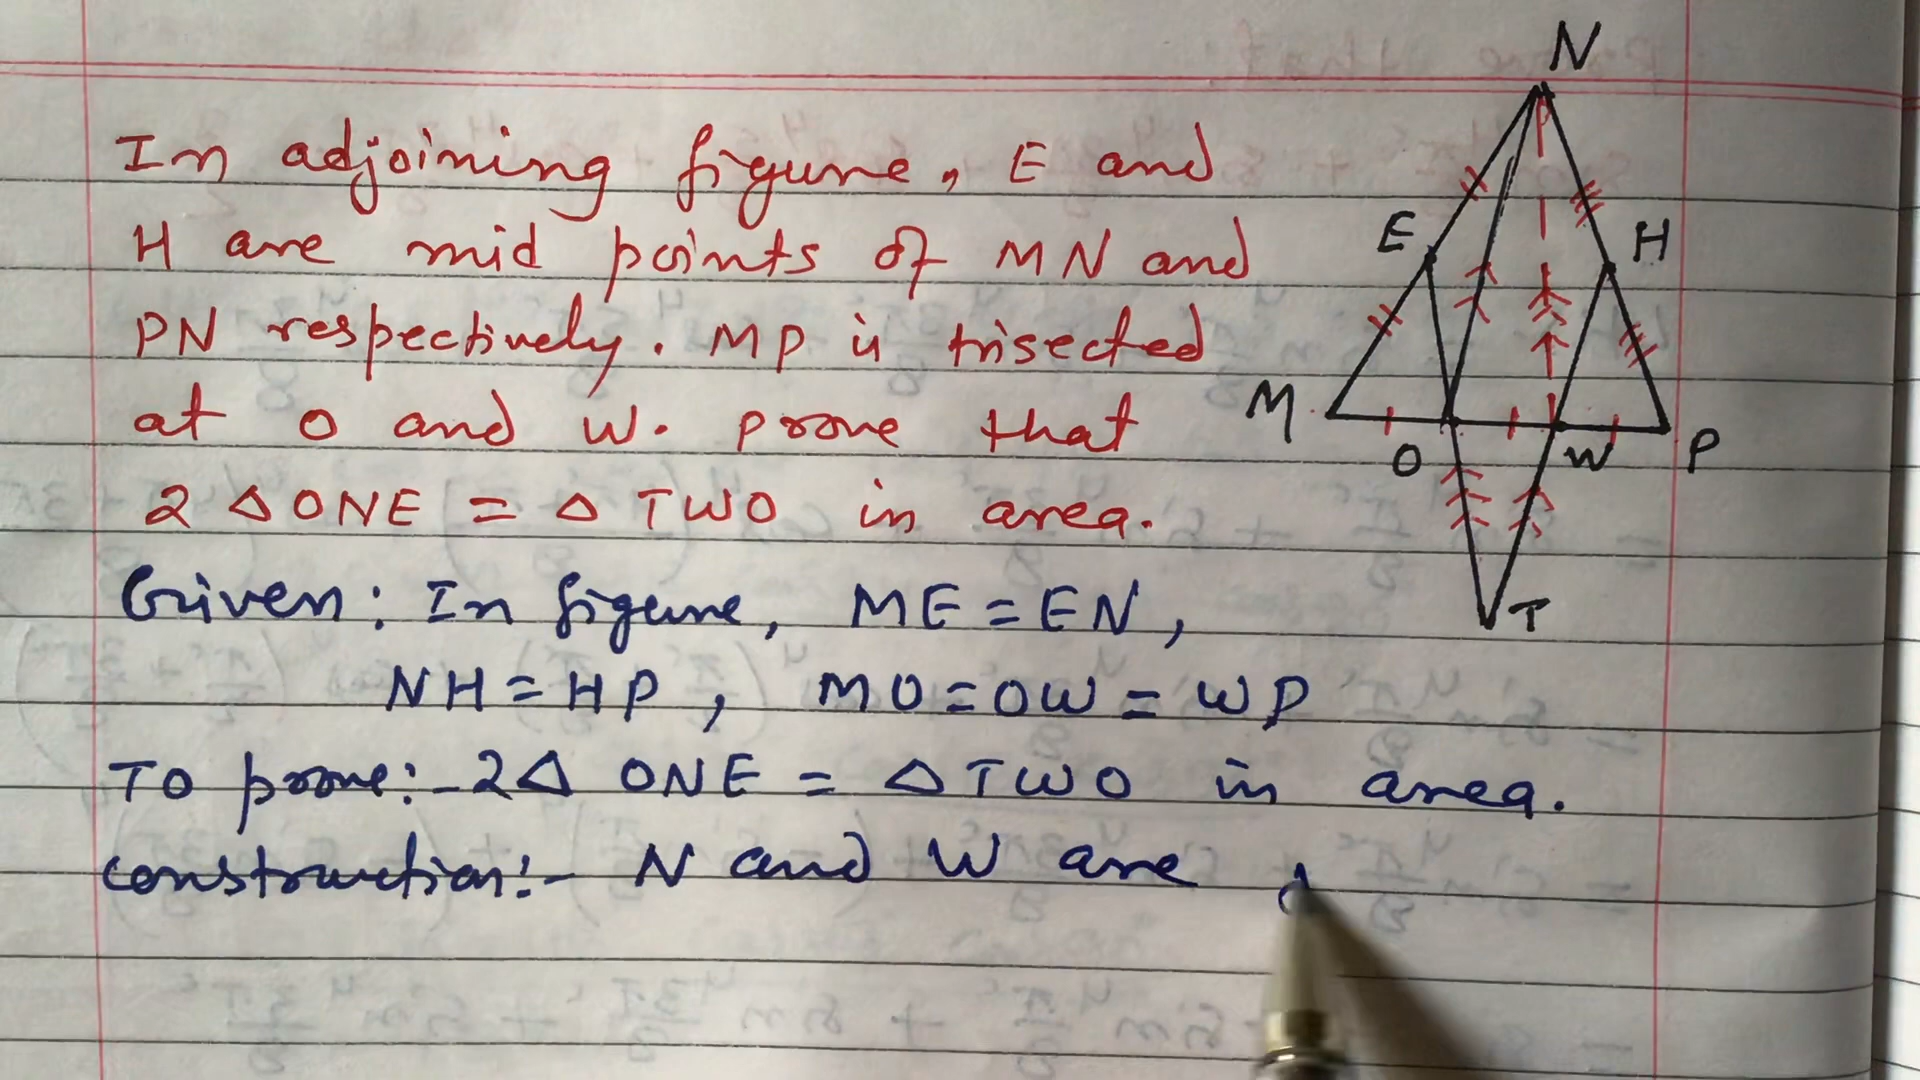 In adjoining figure, E and
H are mid points of MN and
PN respectively. MP is trisected
at O and W. prove that
2 △ ONE = △ TWO in area.
Given: In figure, ME = EN,
NH = HP, MO = OW = WP
To prove:- 2△ ONE = △ TWO in area.
construction:- N and W are
N
E
H
M
O
W
P
T